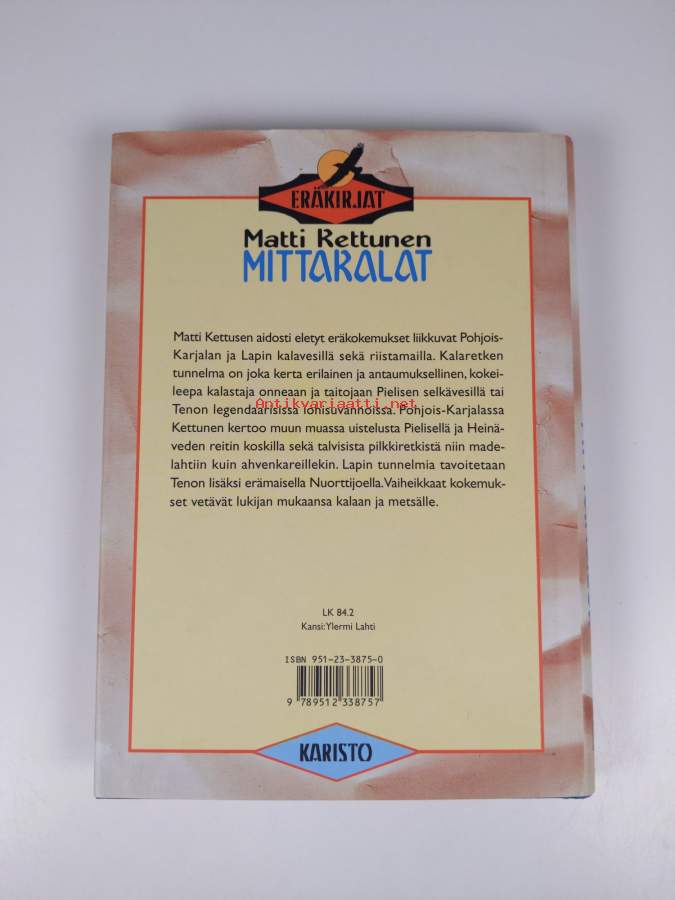 ERÄKIRJAT
Matti Kettunen
MITTAKALAT
Matti Kettusen aidosti eletyt eräkokemukset liikkuvat Pohjois-
Karjalan ja Lapin kalavesillä sekä riistamailla. Kalaretken
tunnelma on joka kerta erilainen ja antaumuksellinen, kokei-
leepa kalastaja onneaan ja taitojaan Pielisen selkävesillä tai
Antikvariaatti.net
Tenon legendaarisissa lohisuvannoissa. Pohjois-Karjalassa
Kettunen kertoo muun muassa uistelusta Pielisellä ja Heinä-
veden reitin koskilla sekä talvisista pilkkiretkistä niin made-
lahtiin kuin ahvenkareillekin. Lapin tunnelmia tavoitetaan
Tenon lisäksi erämaisella Nuorttijoella. Vaiheikkaat kokemuk-
set vetävät lukijan mukaansa kalaan ja metsälle.
LK 84.2
Kansi: Ylermi Lahti
ISBN 951-23-3875-0
9 789512 338757
KARISTO